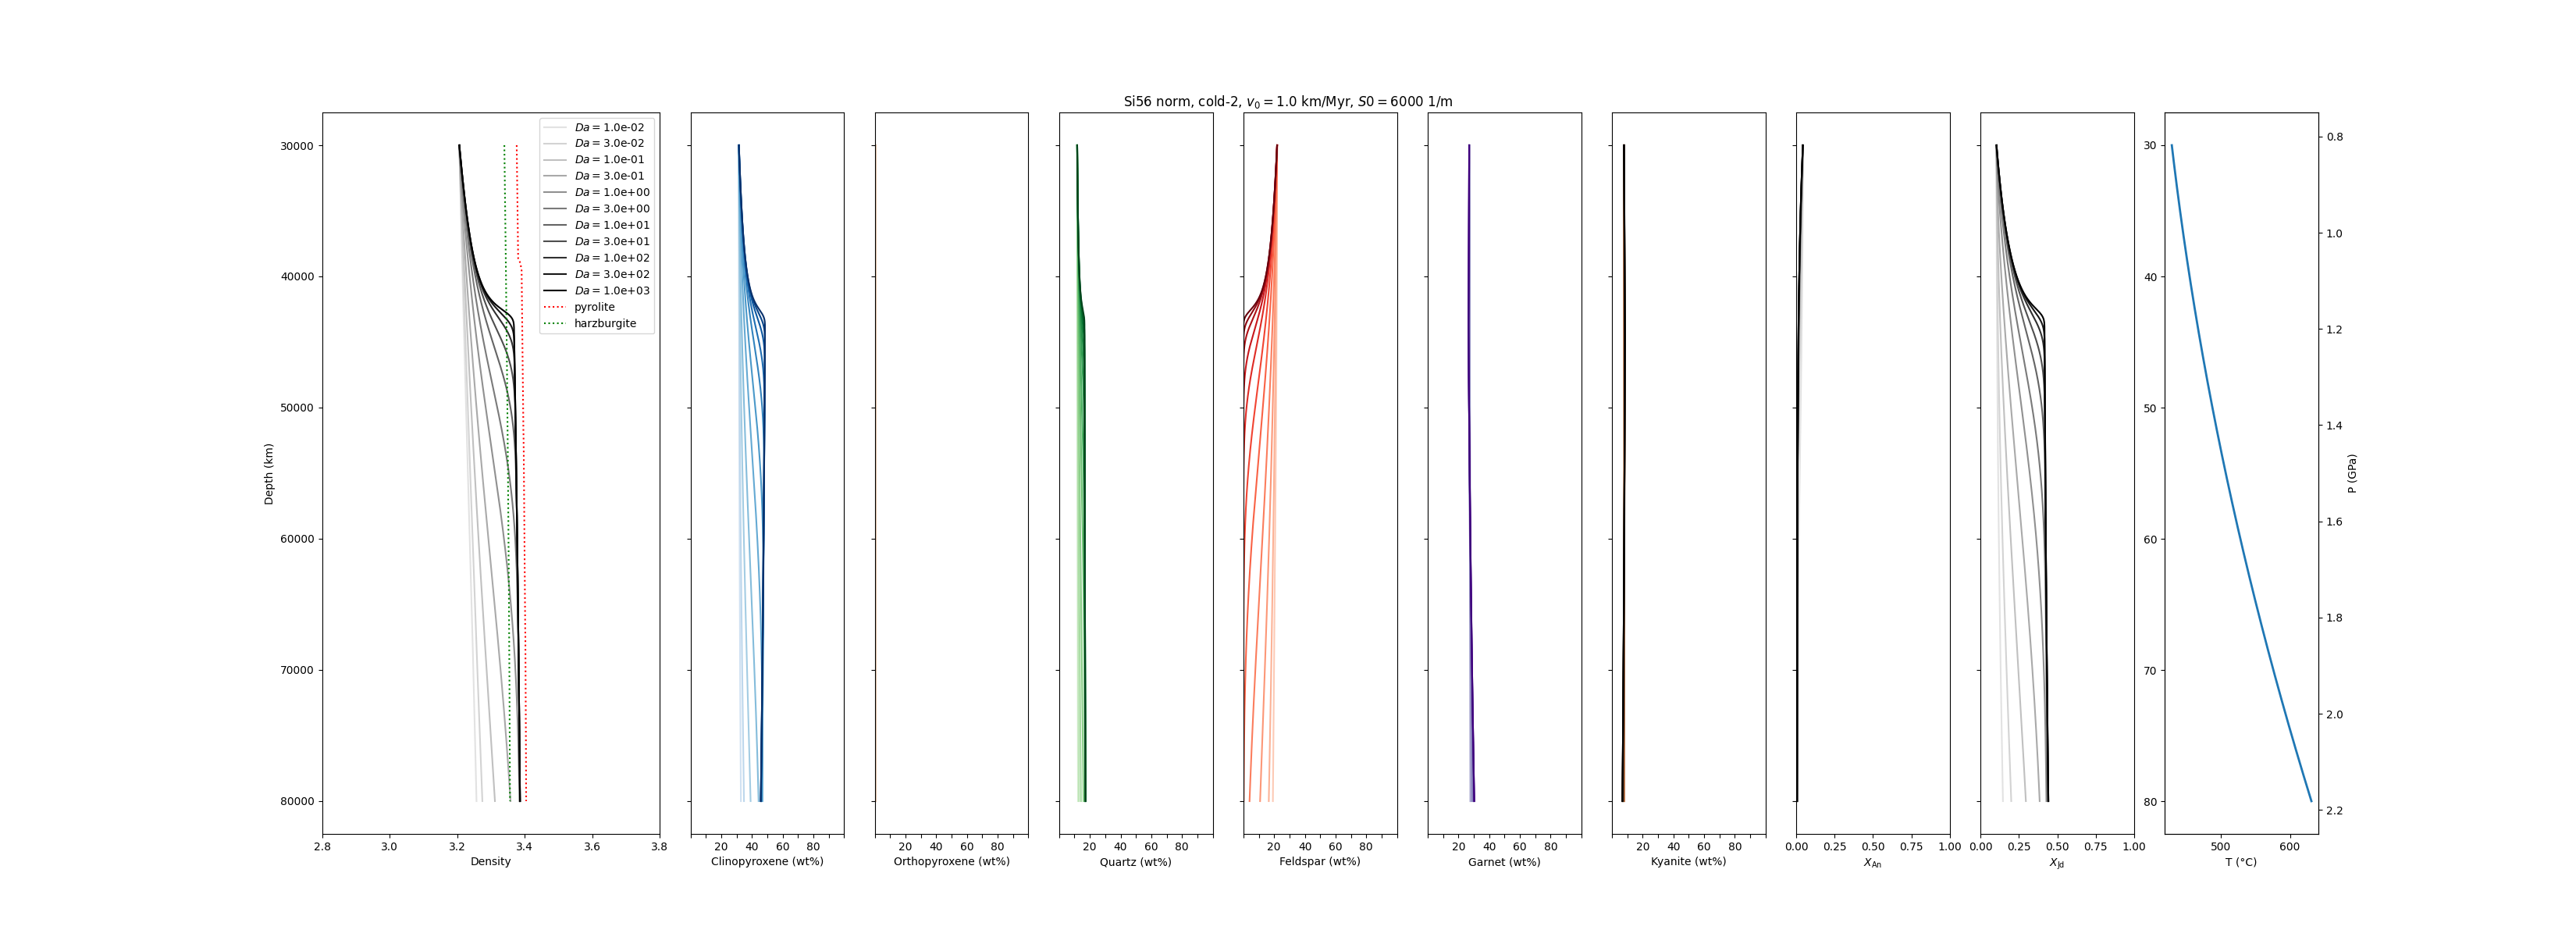 Si56 norm, cold-2, v₀ = 1.0 km/Myr, S0 = 6000 1/m
Da = 1.0e-02
Da = 3.0e-02
Da = 1.0e-01
Da = 3.0e-01
Da = 1.0e+00
Da = 3.0e+00
Da = 1.0e+01
Da = 3.0e+01
Da = 1.0e+02
Da = 3.0e+02
Da = 1.0e+03
pyrolite
harzburgite
30000
40000
50000
60000
70000
80000
Depth (km)
2.8 3.0 3.2 3.4 3.6 3.8
Density
20 40 60 80
Clinopyroxene (wt%)
20 40 60 80
Orthopyroxene (wt%)
20 40 60 80
Quartz (wt%)
20 40 60 80
Feldspar (wt%)
20 40 60 80
Garnet (wt%)
20 40 60 80
Kyanite (wt%)
0.00 0.25 0.50 0.75 1.00
X_An
0.00 0.25 0.50 0.75 1.00
X_Jd
30
40
50
60
70
80
500 600
T (°C)
0.8
1.0
1.2
1.4
1.6
1.8
2.0
2.2
P (GPa)